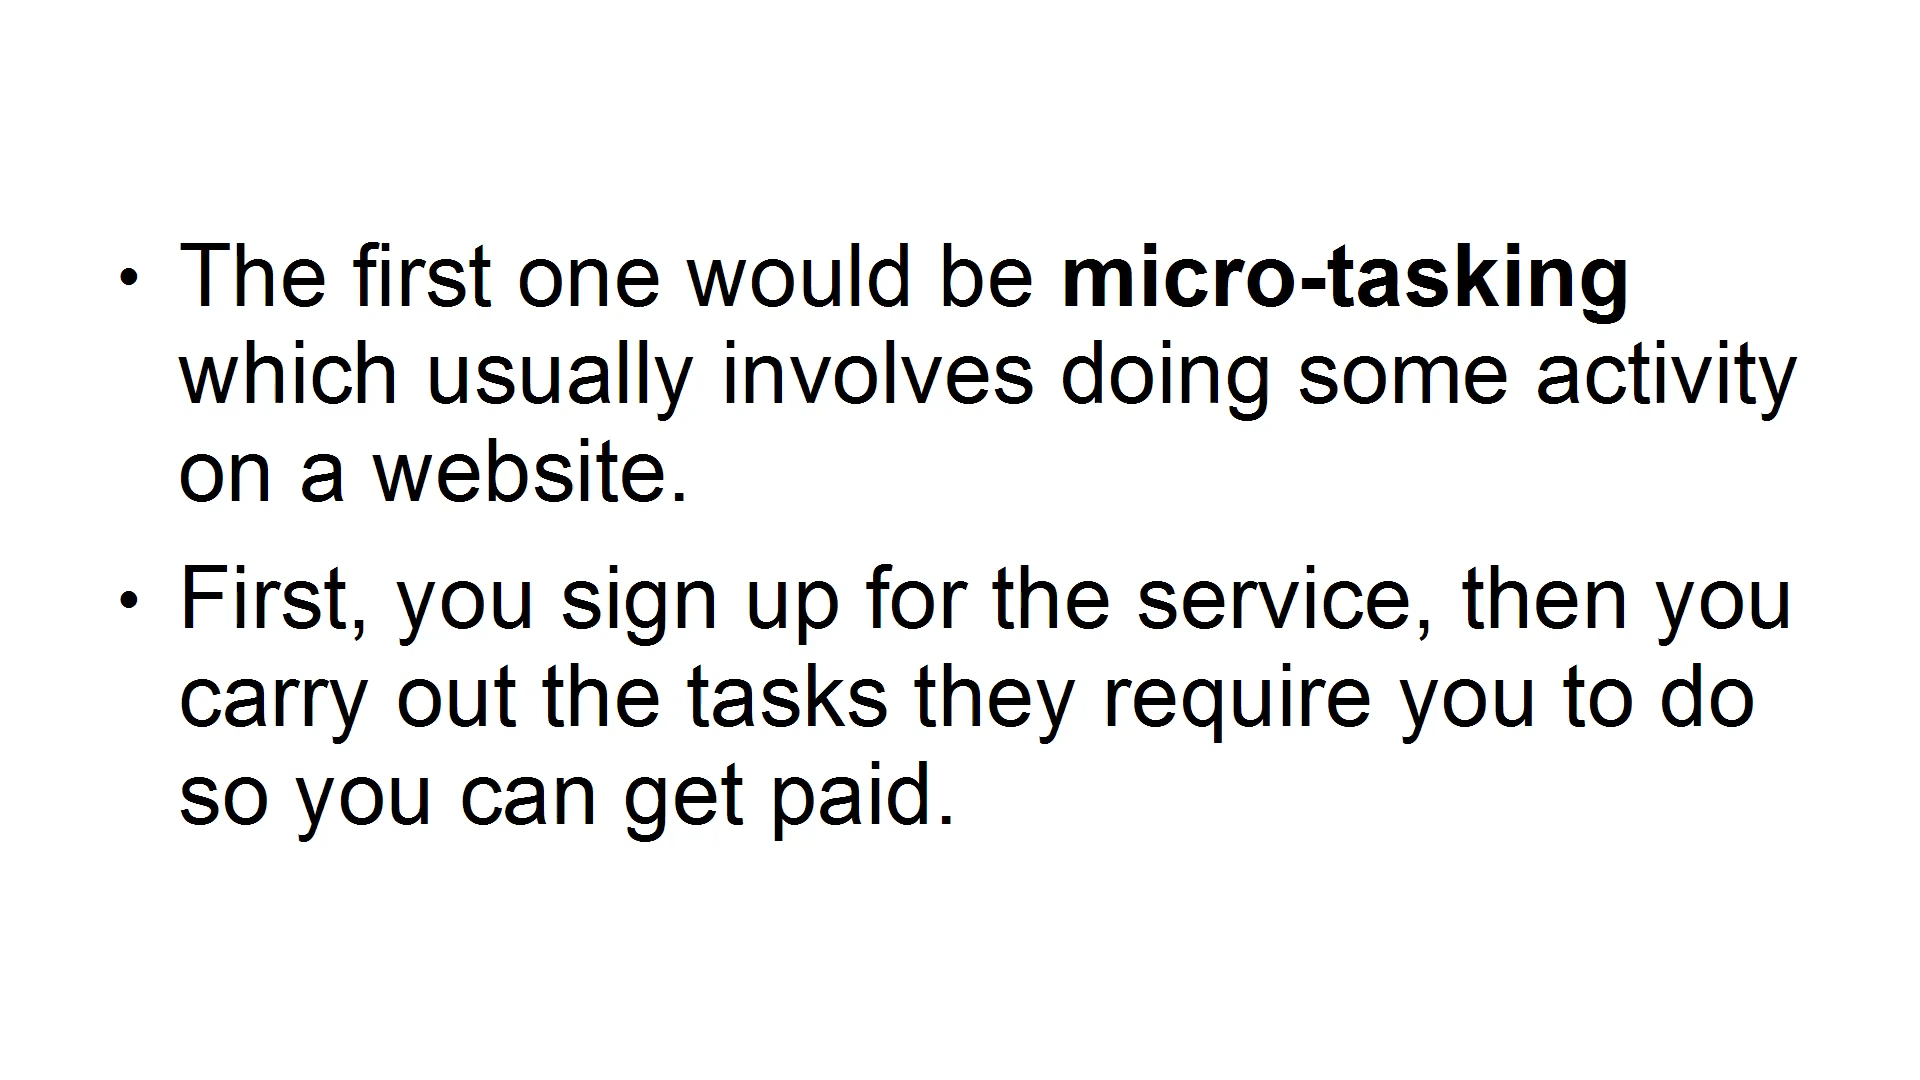 • The first one would be micro-tasking
which usually involves doing some activity
on a website.
• First, you sign up for the service, then you
carry out the tasks they require you to do
so you can get paid.